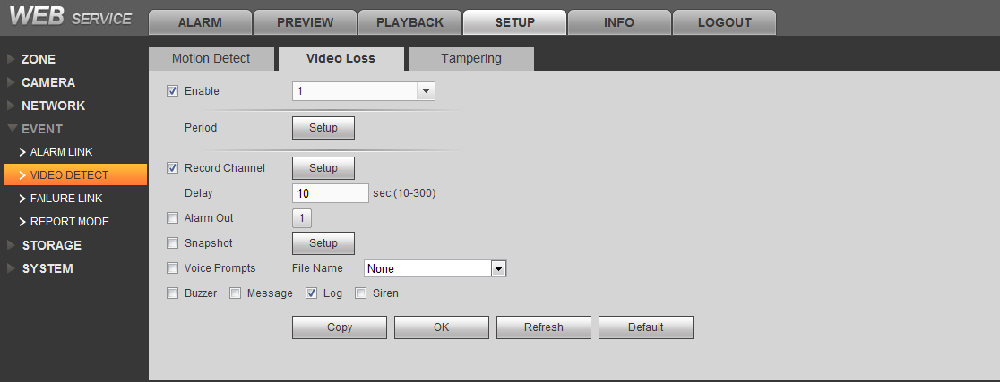 WEB SERVICE
ALARM PREVIEW PLAYBACK SETUP INFO LOGOUT
ZONE
CAMERA
NETWORK
EVENT
ALARM LINK
VIDEO DETECT
FAILURE LINK
REPORT MODE
STORAGE
SYSTEM
Motion Detect Video Loss Tampering
Enable 1
Period Setup
Record Channel Setup
Delay 10 sec.(10-300)
Alarm Out 1
Snapshot Setup
Voice Prompts File Name None
Buzzer Message Log Siren
Copy OK Refresh Default